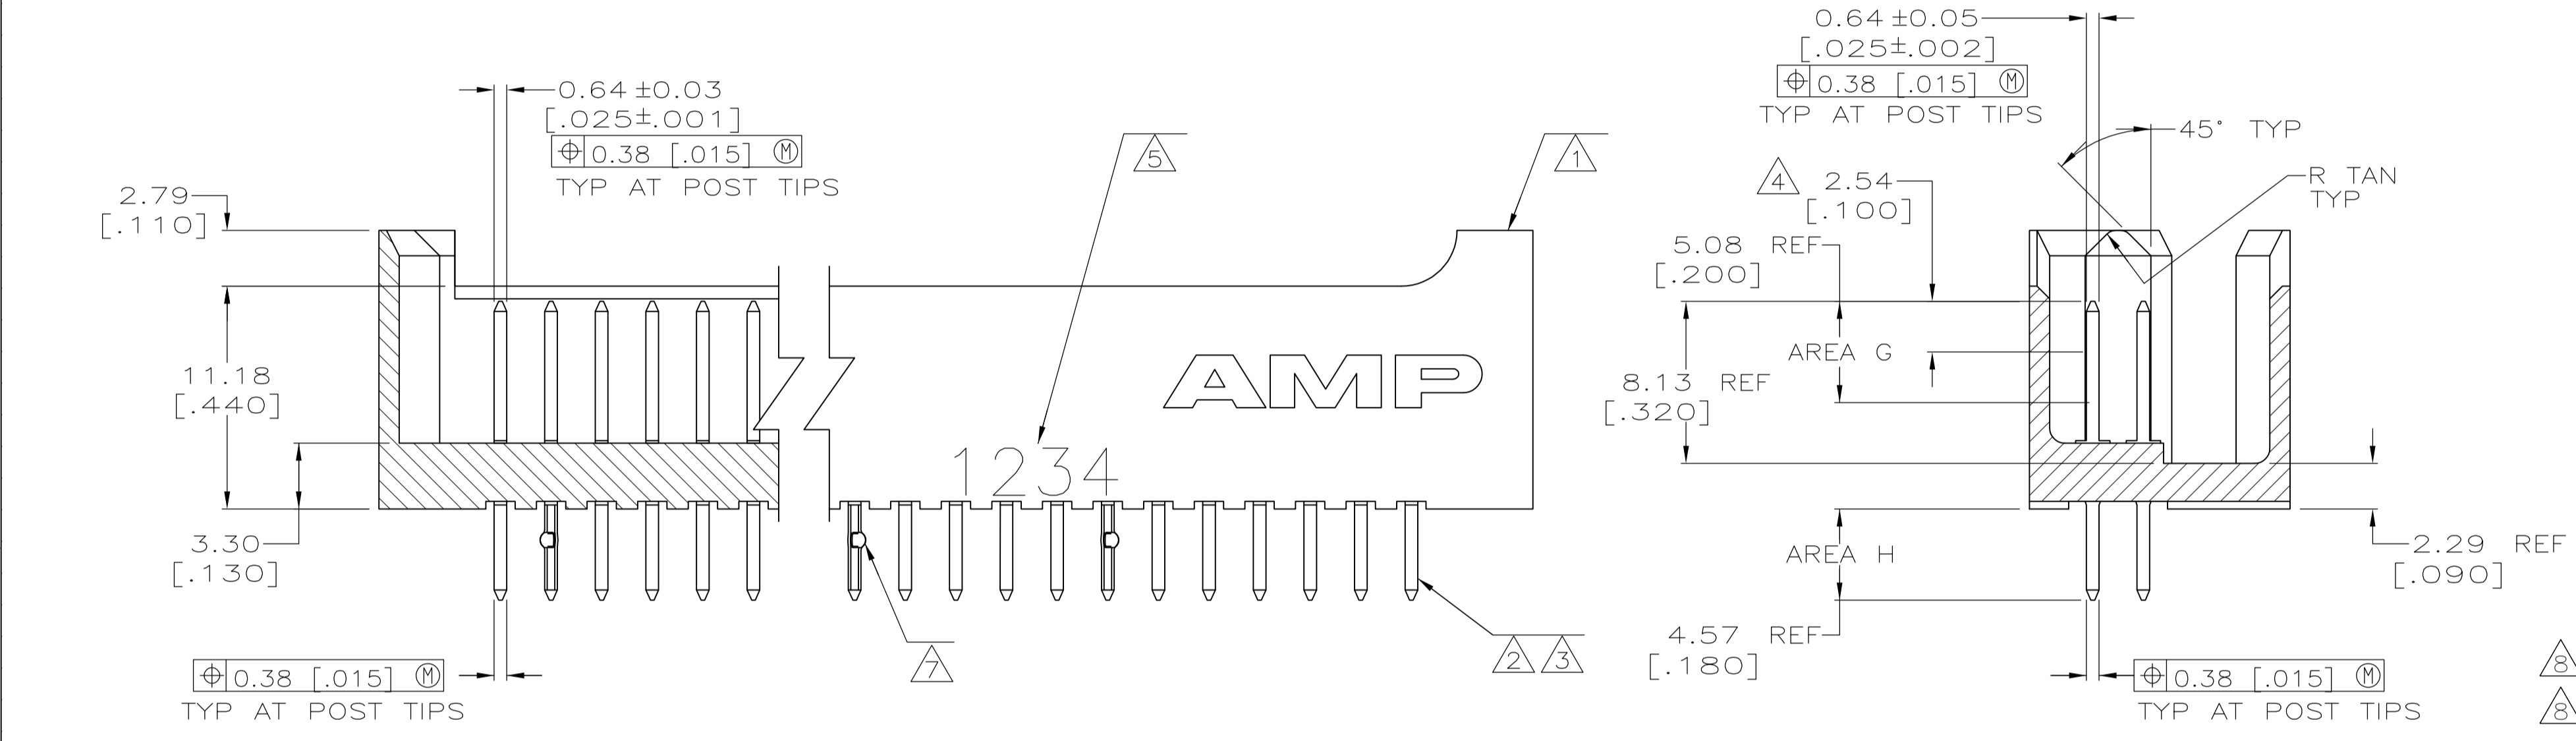 0.64 ±0.03
[.025±.001]
⌖ 0.38 [.015] Ⓜ
TYP AT POST TIPS
2.79
[.110]
11.18
[.440]
3.30
[.130]
⌖ 0.38 [.015] Ⓜ
TYP AT POST TIPS
5
1
AMP
1234
7
2 3
0.64 ±0.05
[.025±.002]
⌖ 0.38 [.015] Ⓜ
TYP AT POST TIPS
45° TYP
R TAN
TYP
4 2.54
[.100]
5.08 REF
[.200]
AREA G
8.13 REF
[.320]
AREA H
4.57 REF
[.180]
2.29 REF
[.090]
⌖ 0.38 [.015] Ⓜ
TYP AT POST TIPS
8
8